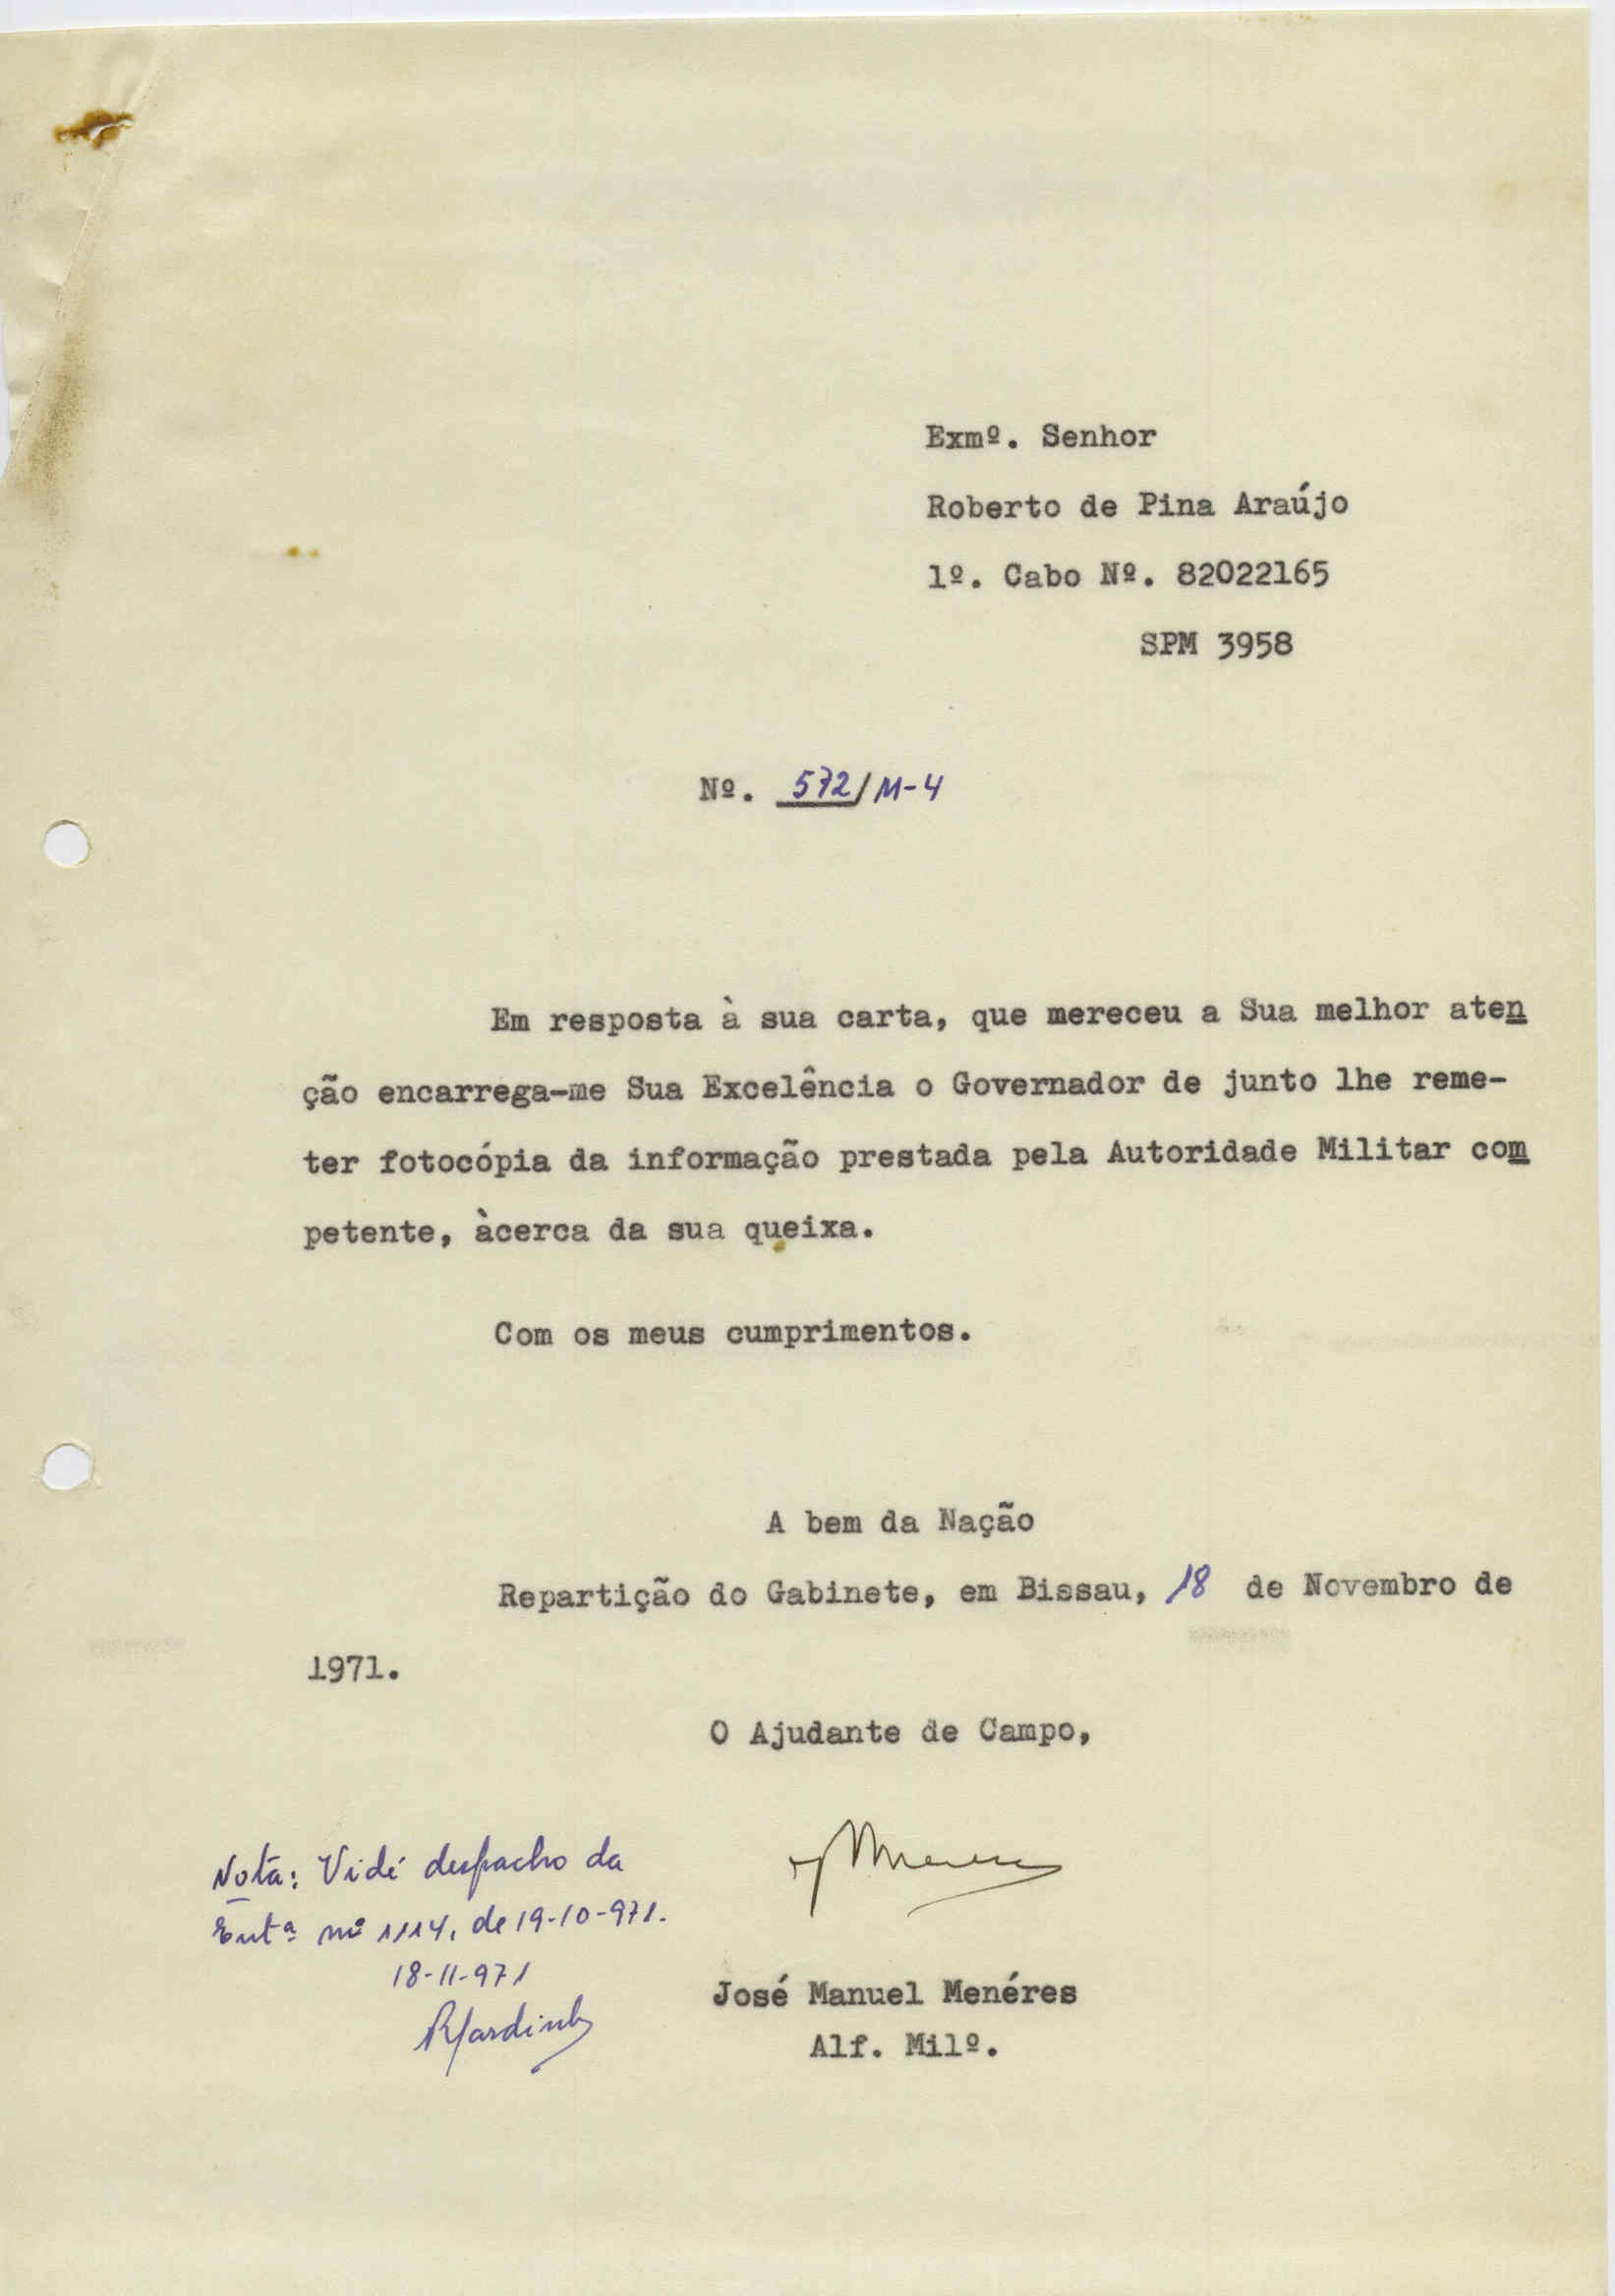 Exmº. Senhor
Roberto de Pina Araújo
1º. Cabo Nº. 82022165
SPM 3958
Nº. 572/M-4
Em resposta à sua carta, que mereceu a Sua melhor aten
ção encarrega-me Sua Excelência o Governador de junto lhe reme-
ter fotocópia da informação prestada pela Autoridade Militar com
petente, àcerca da sua queixa.
Com os meus cumprimentos.
A bem da Nação
Repartição do Gabinete, em Bissau, 18 de Novembro de
1971.
O Ajudante de Campo,
Nota: Vidé despacho da
Entª nº 1114, de 19-10-971.
18-11-971
José Manuel Menéres
Alf. Milº.